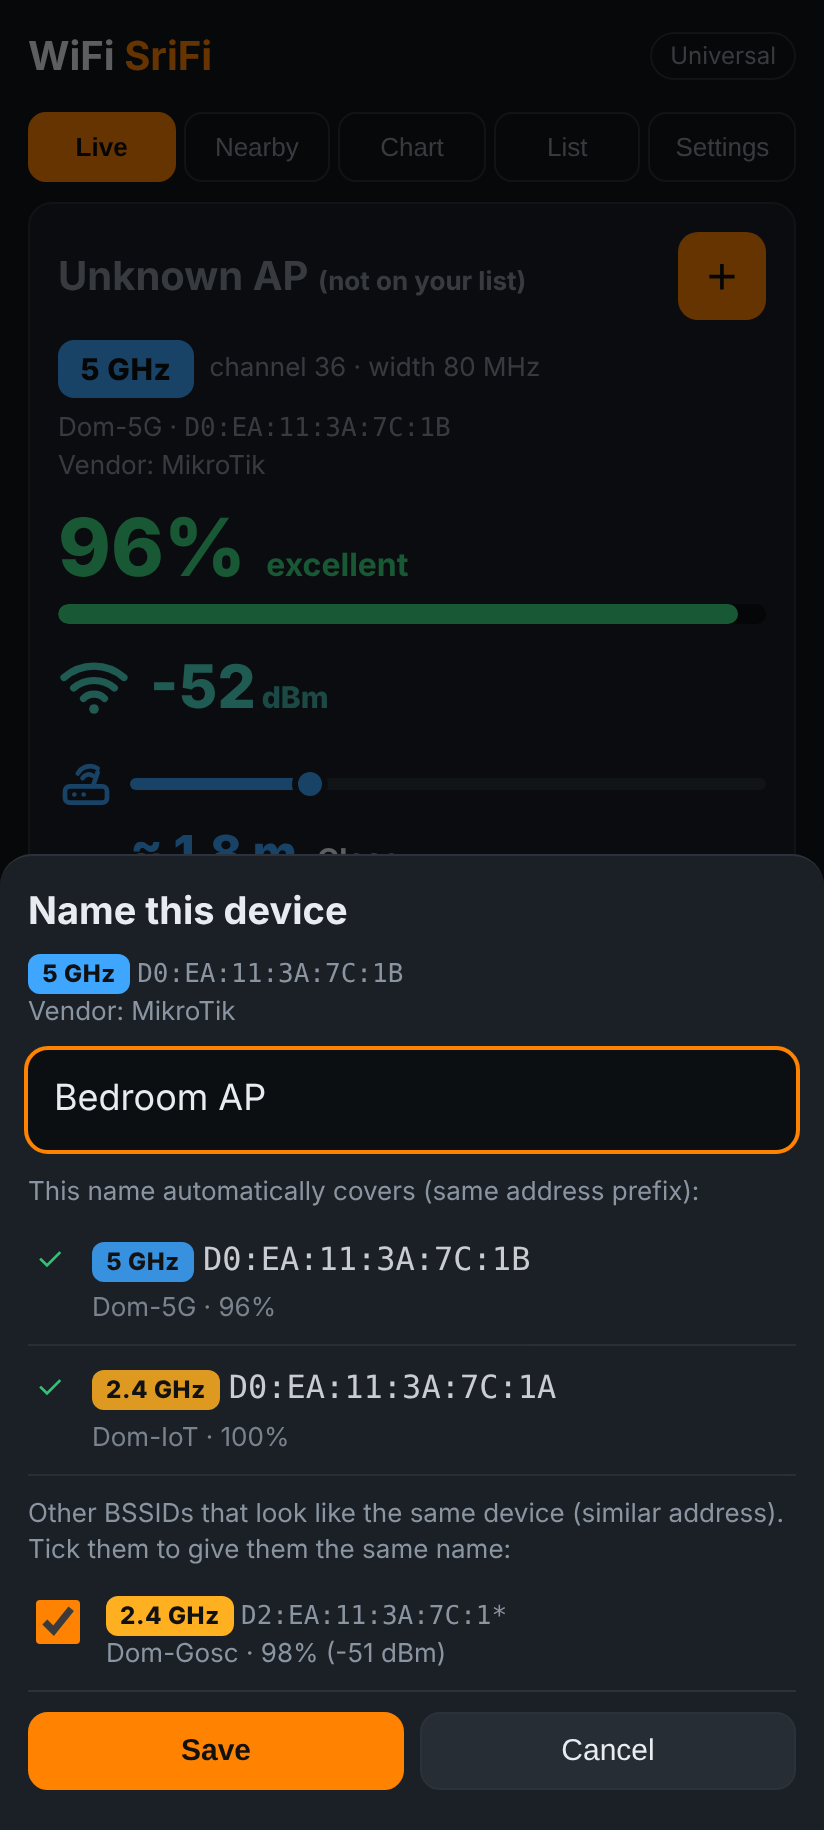 WiFi SriFi
Universal
Live
Nearby
Chart
List
Settings
Unknown AP (not on your list)
+
5 GHz channel 36 · width 80 MHz
Dom-5G · D0:EA:11:3A:7C:1B
Vendor: MikroTik
96% excellent
-52 dBm
≈ 1.8 m Close
Name this device
5 GHz D0:EA:11:3A:7C:1B
Vendor: MikroTik
Bedroom AP
This name automatically covers (same address prefix):
5 GHz D0:EA:11:3A:7C:1B
Dom-5G · 96%
2.4 GHz D0:EA:11:3A:7C:1A
Dom-IoT · 100%
Other BSSIDs that look like the same device (similar address).
Tick them to give them the same name:
2.4 GHz D2:EA:11:3A:7C:1*
Dom-Gosc · 98% (-51 dBm)
Save
Cancel